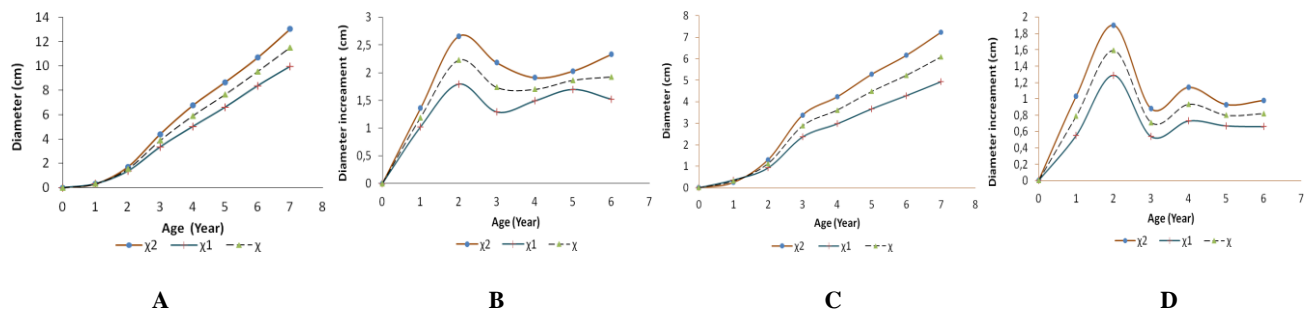 Diameter (cm)
14
12
10
8
6
4
2
0
0 1 2 3 4 5 6 7 8
Age (Year)
χ2 χ1 χ
A
Diameter increament (cm)
3
2,5
2
1,5
1
0,5
0
0 1 2 3 4 5 6 7
Age (Year)
χ2 χ1 χ
B
Diameter (cm)
8
7
6
5
4
3
2
1
0
0 1 2 3 4 5 6 7 8
Age (Year)
χ2 χ1 χ
C
Diameter increament (cm)
2
1,8
1,6
1,4
1,2
1
0,8
0,6
0,4
0,2
0
0 1 2 3 4 5 6 7
Age (Year)
χ2 χ1 χ
D